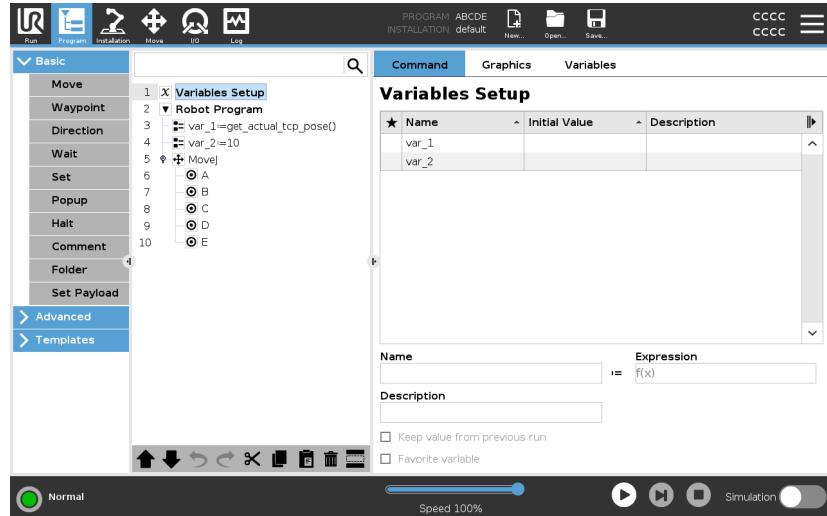 UR
PROGRAM ABCDE
INSTALLATION default
CCCC
CCCC
Run
Program
Installation
Move
I/O
Log
New...
Open...
Save...
Basic
Move
Waypoint
Direction
Wait
Set
Popup
Halt
Comment
Folder
Set Payload
Advanced
Templates
1 X Variables Setup
2 Robot Program
3 var_1:=get_actual_tcp_pose()
4 var_2:=10
5 MoveJ
6 A
7 B
8 C
9 D
10 E
Command Graphics Variables
Variables Setup
Name Initial Value Description
var_1
var_2
Name Expression
:= f(x)
Description
Keep value from previous run
Favorite variable
Normal
Speed 100%
Simulation